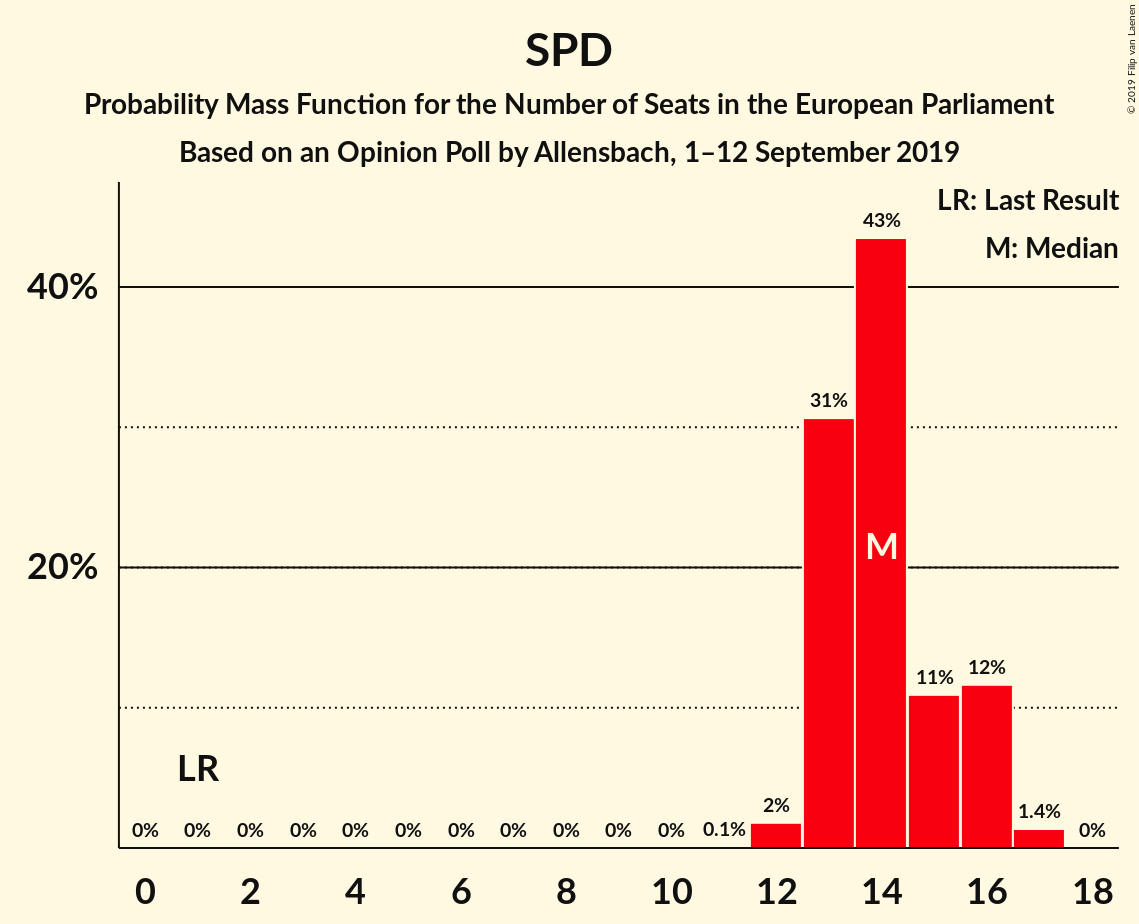 SPD
Probability Mass Function for the Number of Seats in the European Parliament
Based on an Opinion Poll by Allensbach, 1–12 September 2019
© 2019 Filip van Laenen
LR: Last Result
M: Median
40%
20%
43%
31%
M
12%
11%
LR
2%
1.4%
0% 0% 0% 0% 0% 0% 0% 0% 0% 0% 0% 0.1% 0%
0 2 4 6 8 10 12 14 16 18